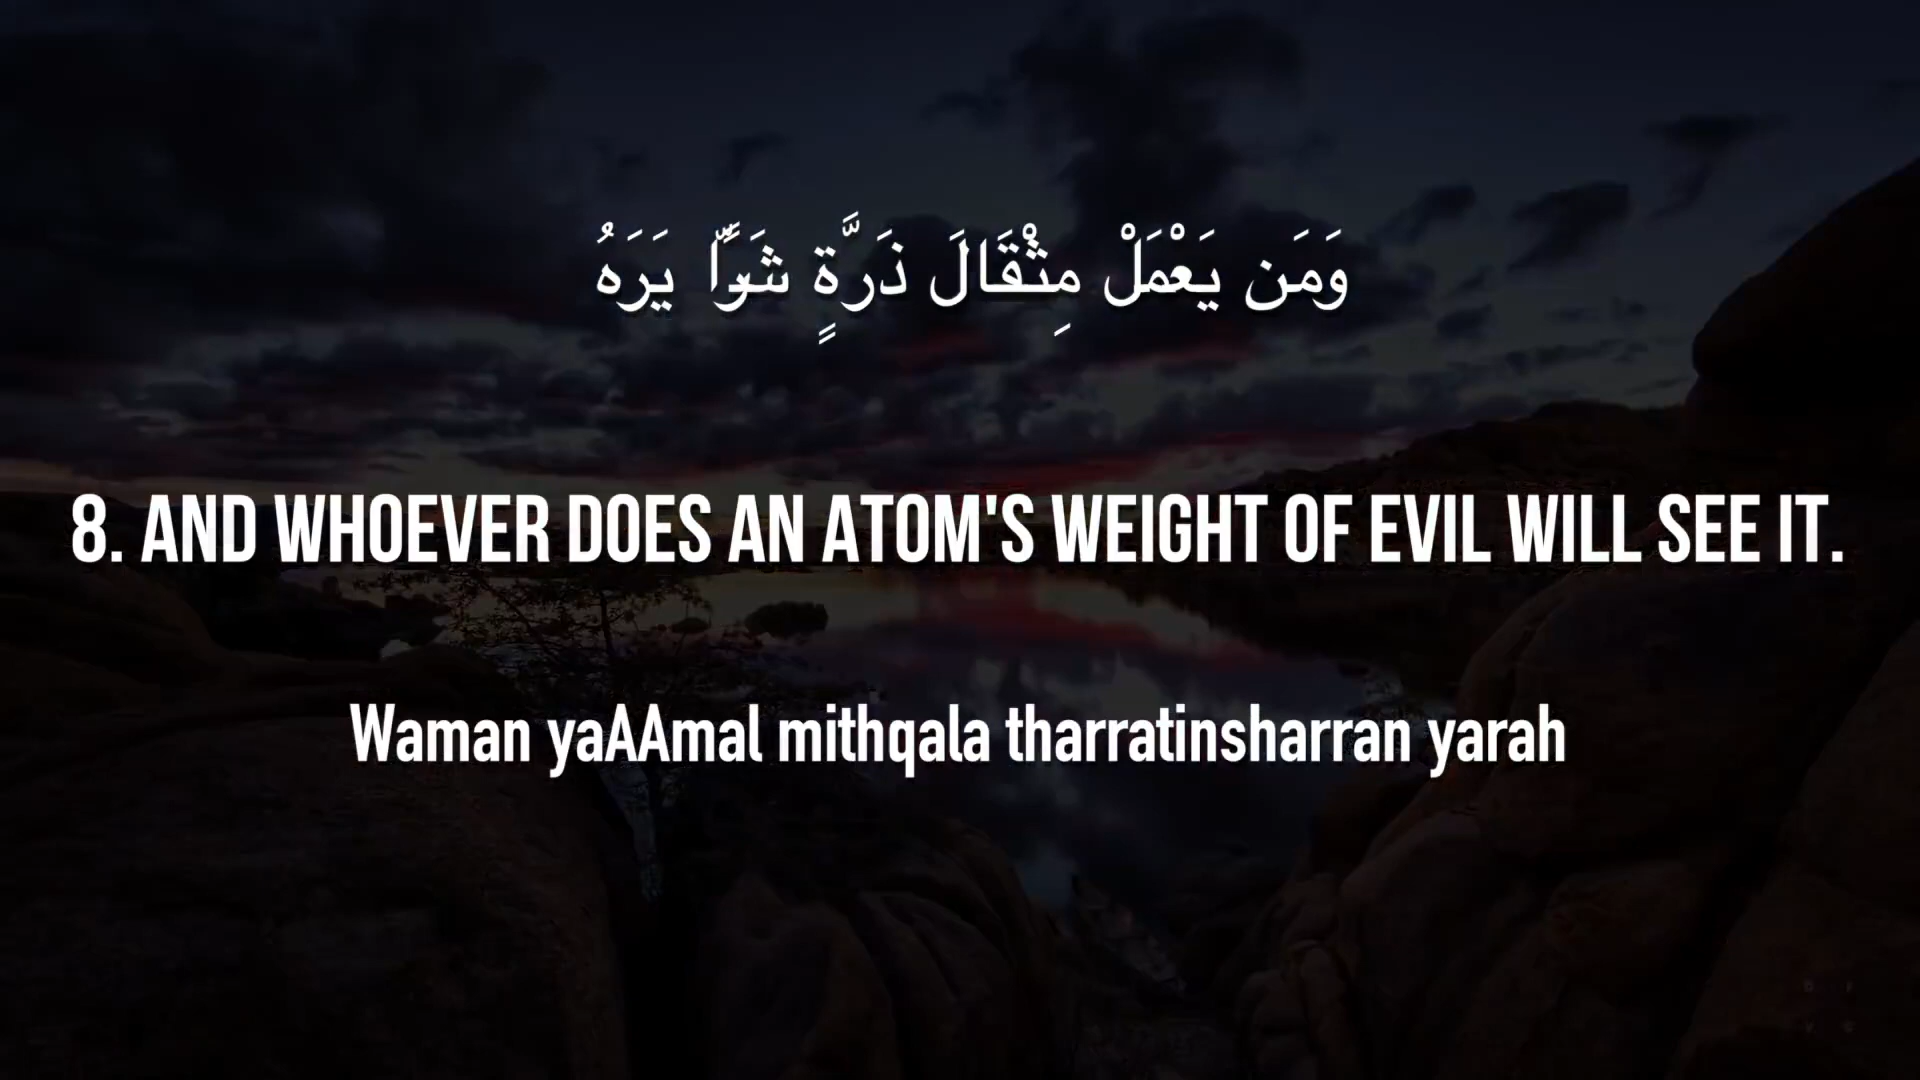 وَمَن يَعْمَلْ مِثْقَالَ ذَرَّةٍ شَرًّا يَرَهُ
8. AND WHOEVER DOES AN ATOM'S WEIGHT OF EVIL WILL SEE IT.
Waman yaAAmal mithqala tharratinsharran yarah